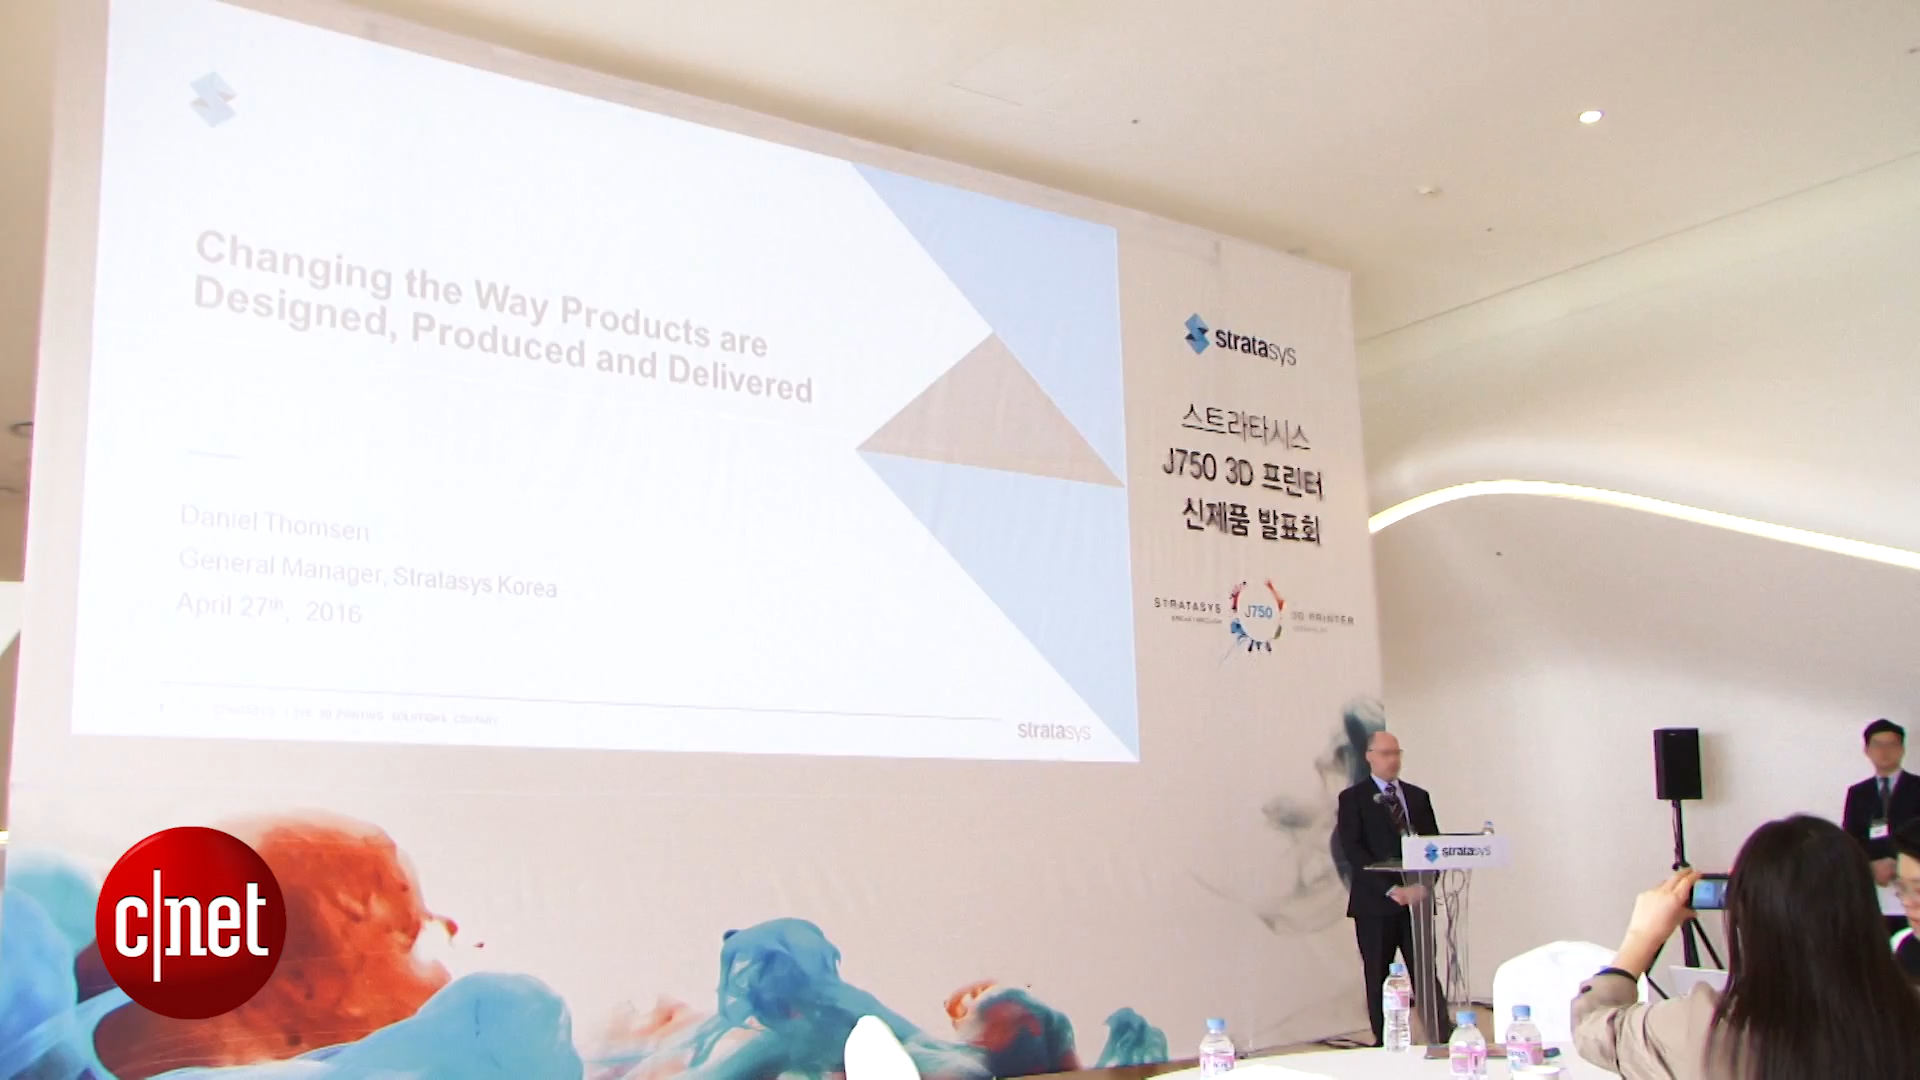 Changing the Way Products are
Designed, Produced and Delivered
Daniel Thomsen
General Manager, Stratasys Korea
April 27th, 2016
stratasys
stratasys
스트라타시스
J750 3D 프린터
신제품 발표회
STRATASYS
J750
3D PRINTER
stratasys
c|net